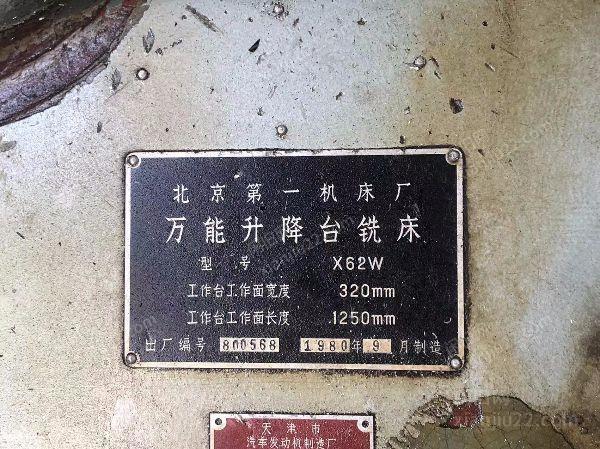 北京第一机床厂
万能升降台铣床
型号 X62W
工作台工作面宽度 320mm
工作台工作面长度 1250mm
出厂编号 800568 1980年9月制造
天津市
汽车发动机制造厂